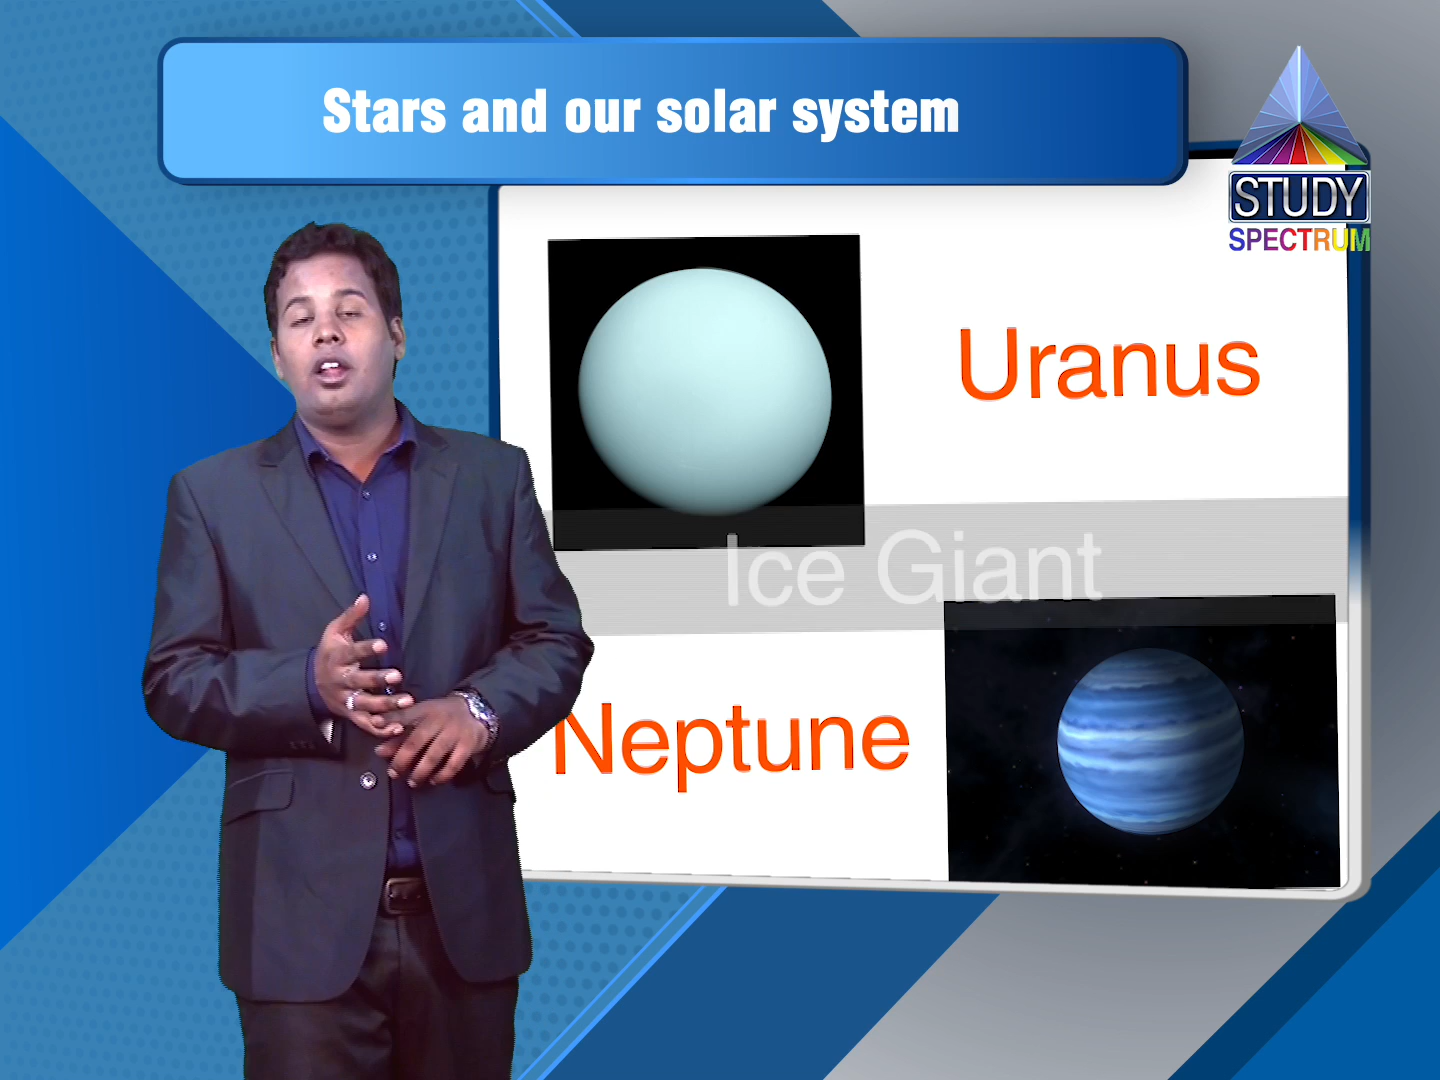 Stars and our solar system
STUDY
SPECTRUM
Uranus
Ice Giant
Neptune